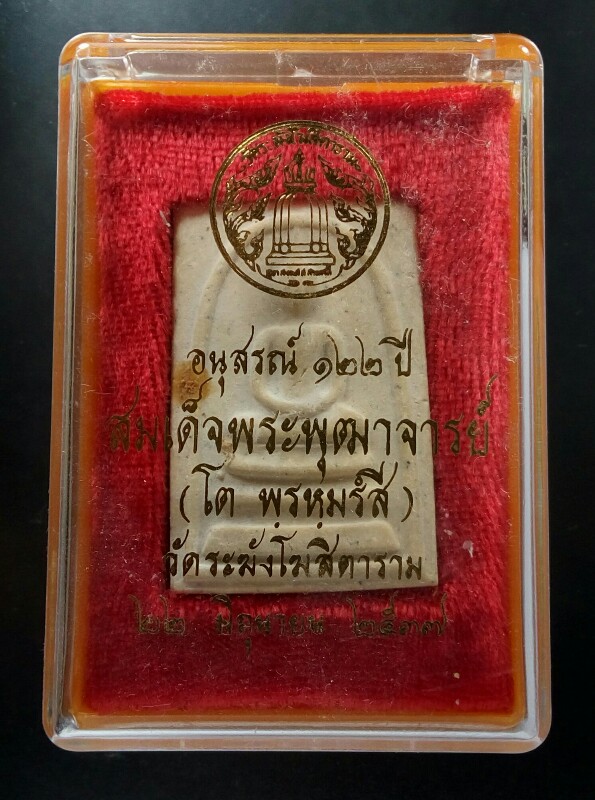 อนุสรณ์ ๑๒๒ ปี
สมเด็จพระพุฒาจารย์
(โต พฺรหฺมรํสี)
วัดระฆังโฆสิตาราม
๒๒ มิถุนายน ๒๕๓๗